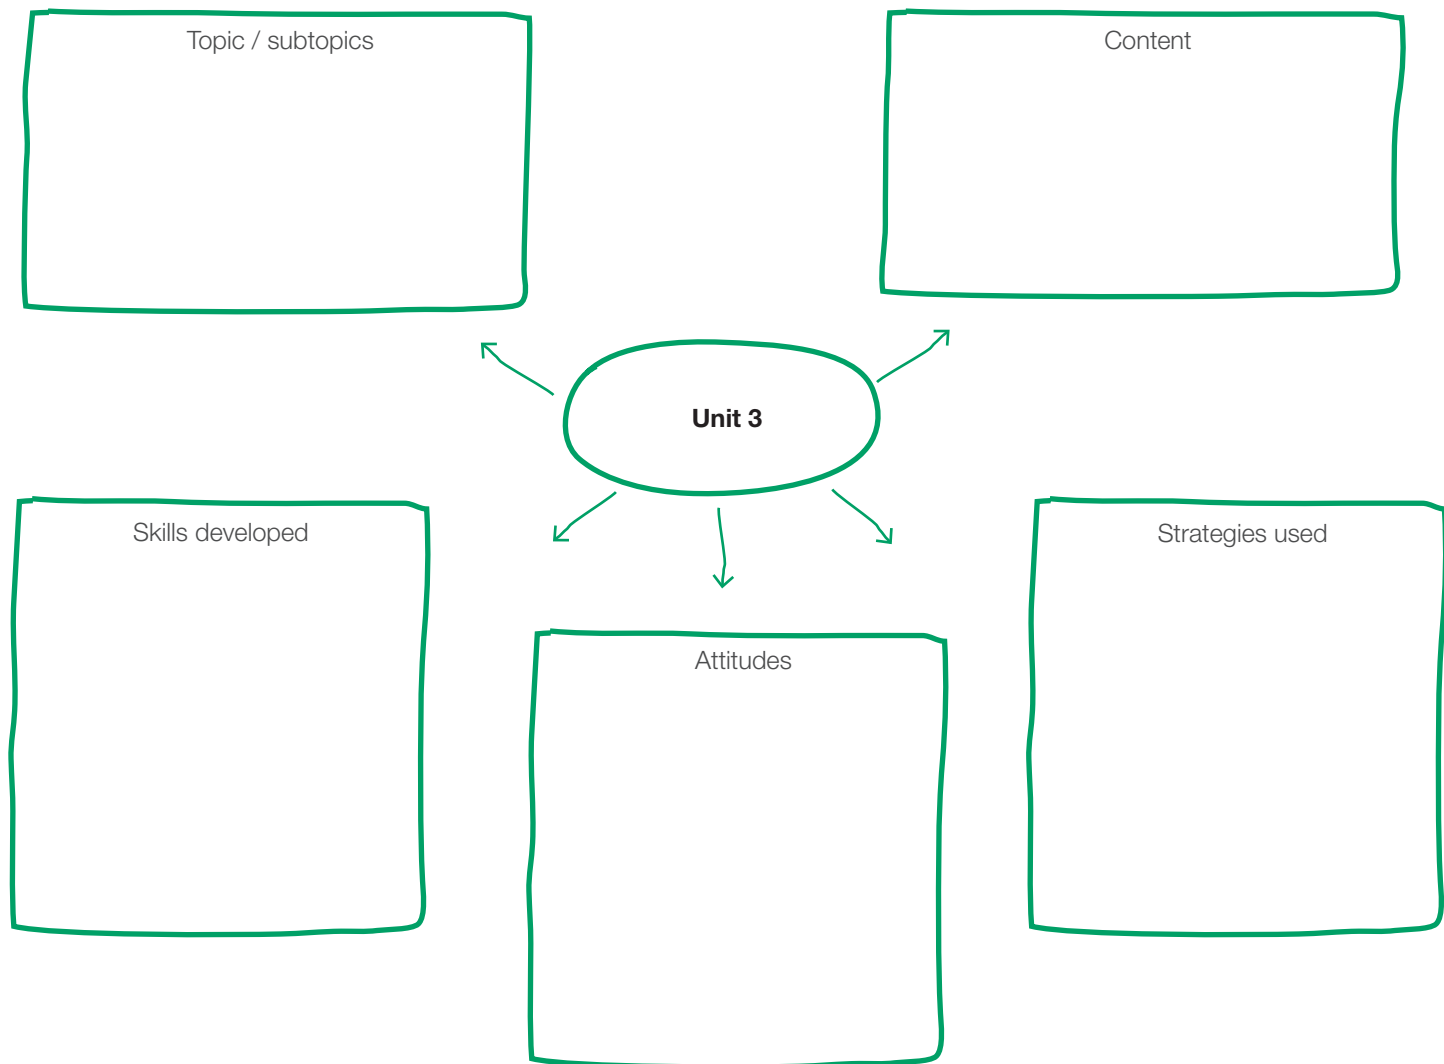 Topic / subtopics
Content
Unit 3
Skills developed
Strategies used
Attitudes